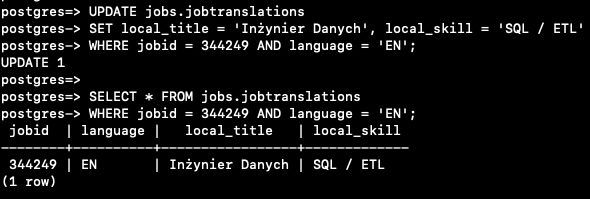 postgres=> UPDATE jobs.jobtranslations
postgres-> SET local_title = 'Inżynier Danych', local_skill = 'SQL / ETL'
postgres-> WHERE jobid = 344249 AND language = 'EN';
UPDATE 1
postgres=>
postgres=> SELECT * FROM jobs.jobtranslations
postgres-> WHERE jobid = 344249 AND language = 'EN';
 jobid  | language |   local_title   | local_skill
--------+----------+-----------------+-------------
 344249 | EN       | Inżynier Danych | SQL / ETL
(1 row)